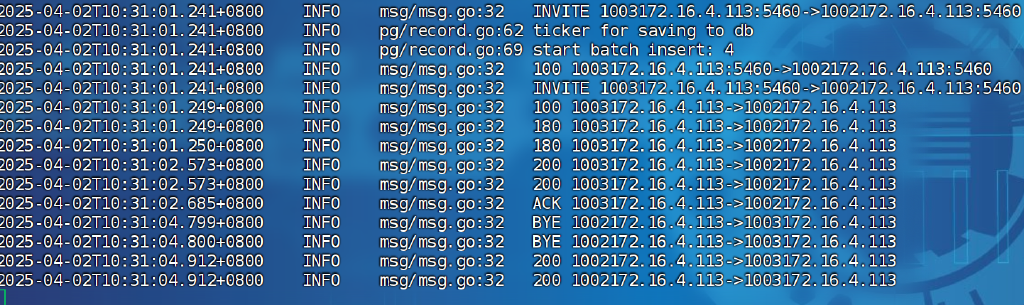 2025-04-02T10:31:01.241+0800 INFO msg/msg.go:32 INVITE 1003172.16.4.113:5460->1002172.16.4.113:5460
2025-04-02T10:31:01.241+0800 INFO pg/record.go:62 ticker for saving to db
2025-04-02T10:31:01.241+0800 INFO pg/record.go:69 start batch insert: 4
2025-04-02T10:31:01.241+0800 INFO msg/msg.go:32 100 1003172.16.4.113:5460->1002172.16.4.113:5460
2025-04-02T10:31:01.241+0800 INFO msg/msg.go:32 INVITE 1003172.16.4.113:5460->1002172.16.4.113:5460
2025-04-02T10:31:01.249+0800 INFO msg/msg.go:32 100 1003172.16.4.113->1002172.16.4.113
2025-04-02T10:31:01.249+0800 INFO msg/msg.go:32 180 1003172.16.4.113->1002172.16.4.113
2025-04-02T10:31:01.250+0800 INFO msg/msg.go:32 180 1003172.16.4.113->1002172.16.4.113
2025-04-02T10:31:02.573+0800 INFO msg/msg.go:32 200 1003172.16.4.113->1002172.16.4.113
2025-04-02T10:31:02.573+0800 INFO msg/msg.go:32 200 1003172.16.4.113->1002172.16.4.113
2025-04-02T10:31:02.685+0800 INFO msg/msg.go:32 ACK 1003172.16.4.113->1002172.16.4.113
2025-04-02T10:31:04.799+0800 INFO msg/msg.go:32 BYE 1002172.16.4.113->1003172.16.4.113
2025-04-02T10:31:04.800+0800 INFO msg/msg.go:32 BYE 1002172.16.4.113->1003172.16.4.113
2025-04-02T10:31:04.912+0800 INFO msg/msg.go:32 200 1002172.16.4.113->1003172.16.4.113
2025-04-02T10:31:04.912+0800 INFO msg/msg.go:32 200 1002172.16.4.113->1003172.16.4.113